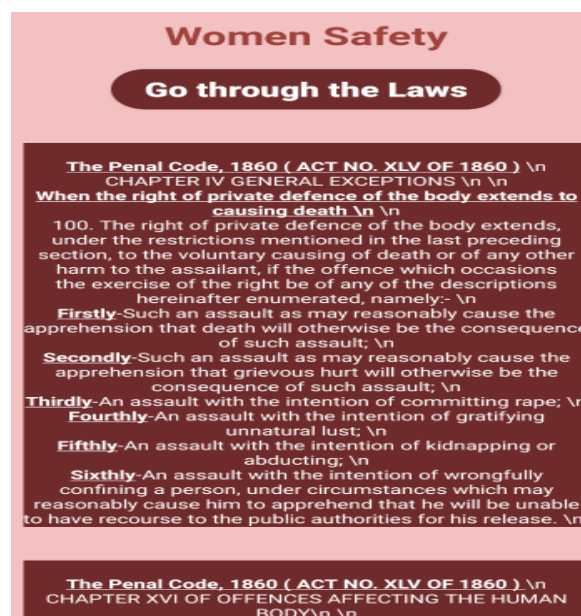 Women Safety
Go through the Laws
The Penal Code, 1860 ( ACT NO. XLV OF 1860 ) \n
CHAPTER IV GENERAL EXCEPTIONS \n \n
When the right of private defence of the body extends to
causing death \n \n
100. The right of private defence of the body extends,
under the restrictions mentioned in the last preceding
section, to the voluntary causing of death or of any other
harm to the assailant, if the offence which occasions
the exercise of the right be of any of the descriptions
hereinafter enumerated, namely:- \n
Firstly-Such an assault as may reasonably cause the
apprehension that death will otherwise be the consequence
of such assault; \n
Secondly-Such an assault as may reasonably cause the
apprehension that grievous hurt will otherwise be the
consequence of such assault; \n
Thirdly-An assault with the intention of committing rape; \n
Fourthly-An assault with the intention of gratifying
unnatural lust; \n
Fifthly-An assault with the intention of kidnapping or
abducting; \n
Sixthly-An assault with the intention of wrongfully
confining a person, under circumstances which may
reasonably cause him to apprehend that he will be unable
to have recourse to the public authorities for his release. \n
The Penal Code, 1860 ( ACT NO. XLV OF 1860 ) \n
CHAPTER XVI OF OFFENCES AFFECTING THE HUMAN
BODY\n \n